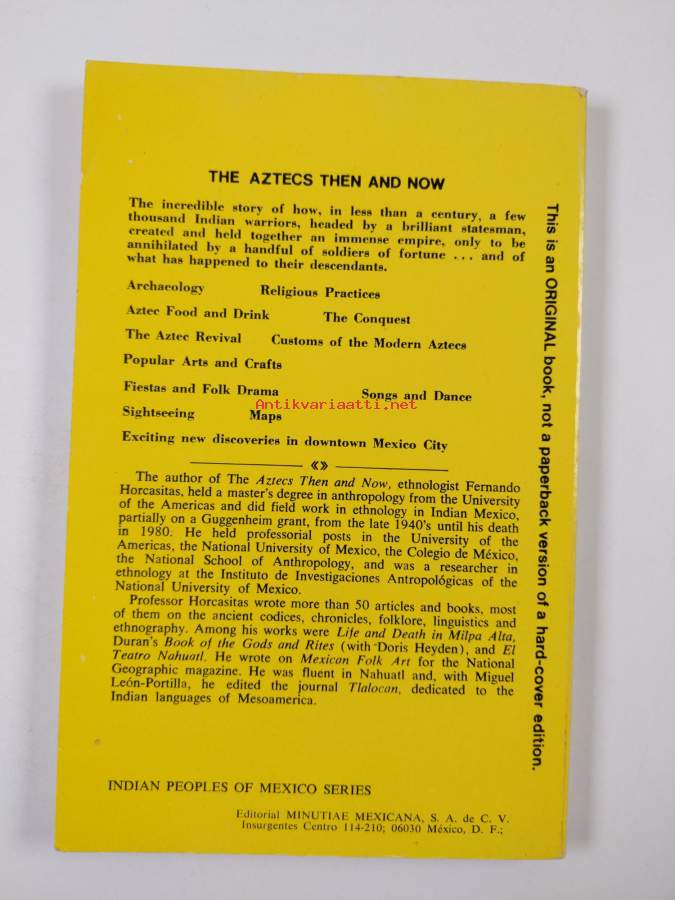 THE AZTECS THEN AND NOW
The incredible story of how, in less than a century, a few
thousand Indian warriors, headed by a brilliant statesman,
created and held together an immense empire, only to be
annihilated by a handful of soldiers of fortune ... and of
what has happened to their descendants.
Archaeology Religious Practices
Aztec Food and Drink The Conquest
The Aztec Revival Customs of the Modern Aztecs
Popular Arts and Crafts
Fiestas and Folk Drama Songs and Dance
Antikvariaatti.net
Sightseeing Maps
Exciting new discoveries in downtown Mexico City
«»
The author of The Aztecs Then and Now, ethnologist Fernando
Horcasitas, held a master's degree in anthropology from the University
of the Americas and did field work in ethnology in Indian Mexico,
partially on a Guggenheim grant, from the late 1940's until his death
in 1980. He held professorial posts in the University of the
Americas, the National University of Mexico, the Colegio de México,
the National School of Anthropology, and was a researcher in
ethnology at the Instituto de Investigaciones Antropológicas of the
National University of Mexico.
Professor Horcasitas wrote more than 50 articles and books, most
of them on the ancient codices, chronicles, folklore, linguistics and
ethnography. Among his works were Life and Death in Milpa Alta,
Duran's Book of the Gods and Rites (with Doris Heyden), and El
Teatro Nahuatl. He wrote on Mexican Folk Art for the National
Geographic magazine. He was fluent in Nahuatl and, with Miguel
León-Portilla, he edited the journal Tlalocan, dedicated to the
Indian languages of Mesoamerica.
INDIAN PEOPLES OF MEXICO SERIES
Editorial MINUTIAE MEXICANA, S. A. de C. V.
Insurgentes Centro 114-210; 06030 México, D. F.;
This is an ORIGINAL book, not a paperback version of a hard-cover edition.